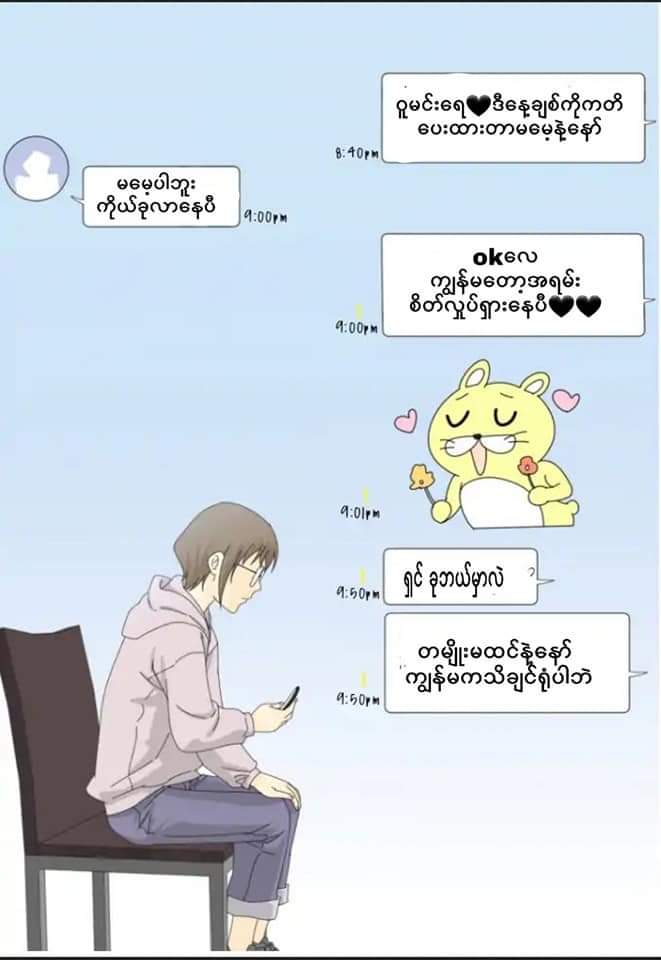 ဝူမင်းရေ🖤ဒီနေ့ချစ်ကိုကတိ
ပေးထားတာမမေ့နဲ့နော်
8:40pm
မမေ့ပါဘူး
ကိုယ်ခုလာနေပီ
9:00pm
okလေ
ကျွန်မတော့အရမ်း
စိတ်လှုပ်ရှားနေပီ🖤🖤
9:00pm
9:01pm
ရှင် ခုဘယ်မှာလဲ ?
9:50pm
တမျိုးမထင်နဲ့နော်
ကျွန်မကသိချင်ရုံပါဘဲ
9:50pm